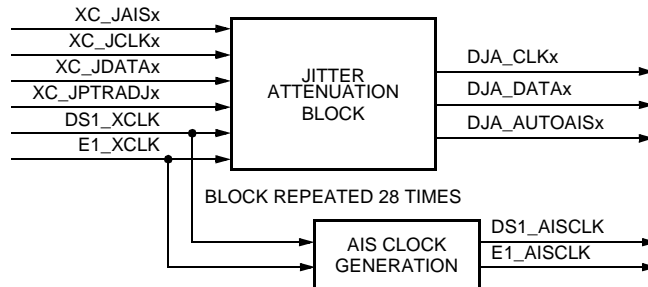 XC_JAISx
XC_JCLKx
XC_JDATAx
XC_JPTRADJx
DS1_XCLK
E1_XCLK
JITTER
ATTENUATION
BLOCK
DJA_CLKx
DJA_DATAx
DJA_AUTOAISx
BLOCK REPEATED 28 TIMES
AIS CLOCK
GENERATION
DS1_AISCLK
E1_AISCLK